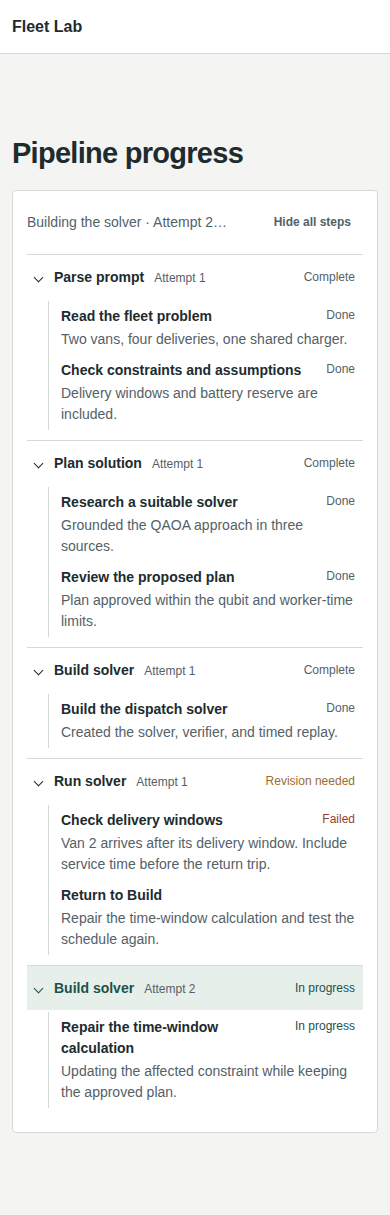 Fleet Lab
Pipeline progress
Building the solver · Attempt 2…
Hide all steps
Parse prompt Attempt 1 Complete
Read the fleet problem Done
Two vans, four deliveries, one shared charger.
Check constraints and assumptions Done
Delivery windows and battery reserve are
included.
Plan solution Attempt 1 Complete
Research a suitable solver Done
Grounded the QAOA approach in three
sources.
Review the proposed plan Done
Plan approved within the qubit and worker-time
limits.
Build solver Attempt 1 Complete
Build the dispatch solver Done
Created the solver, verifier, and timed replay.
Run solver Attempt 1 Revision needed
Check delivery windows Failed
Van 2 arrives after its delivery window. Include
service time before the return trip.
Return to Build
Repair the time-window calculation and test the
schedule again.
Build solver Attempt 2 In progress
Repair the time-window In progress
calculation
Updating the affected constraint while keeping
the approved plan.